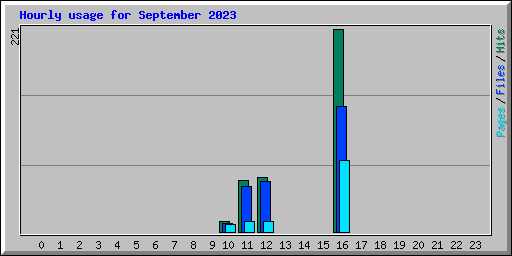 Hourly usage for September 2023
221
Pages/Files/Hits
0 1 2 3 4 5 6 7 8 9 10 11 12 13 14 15 16 17 18 19 20 21 22 23